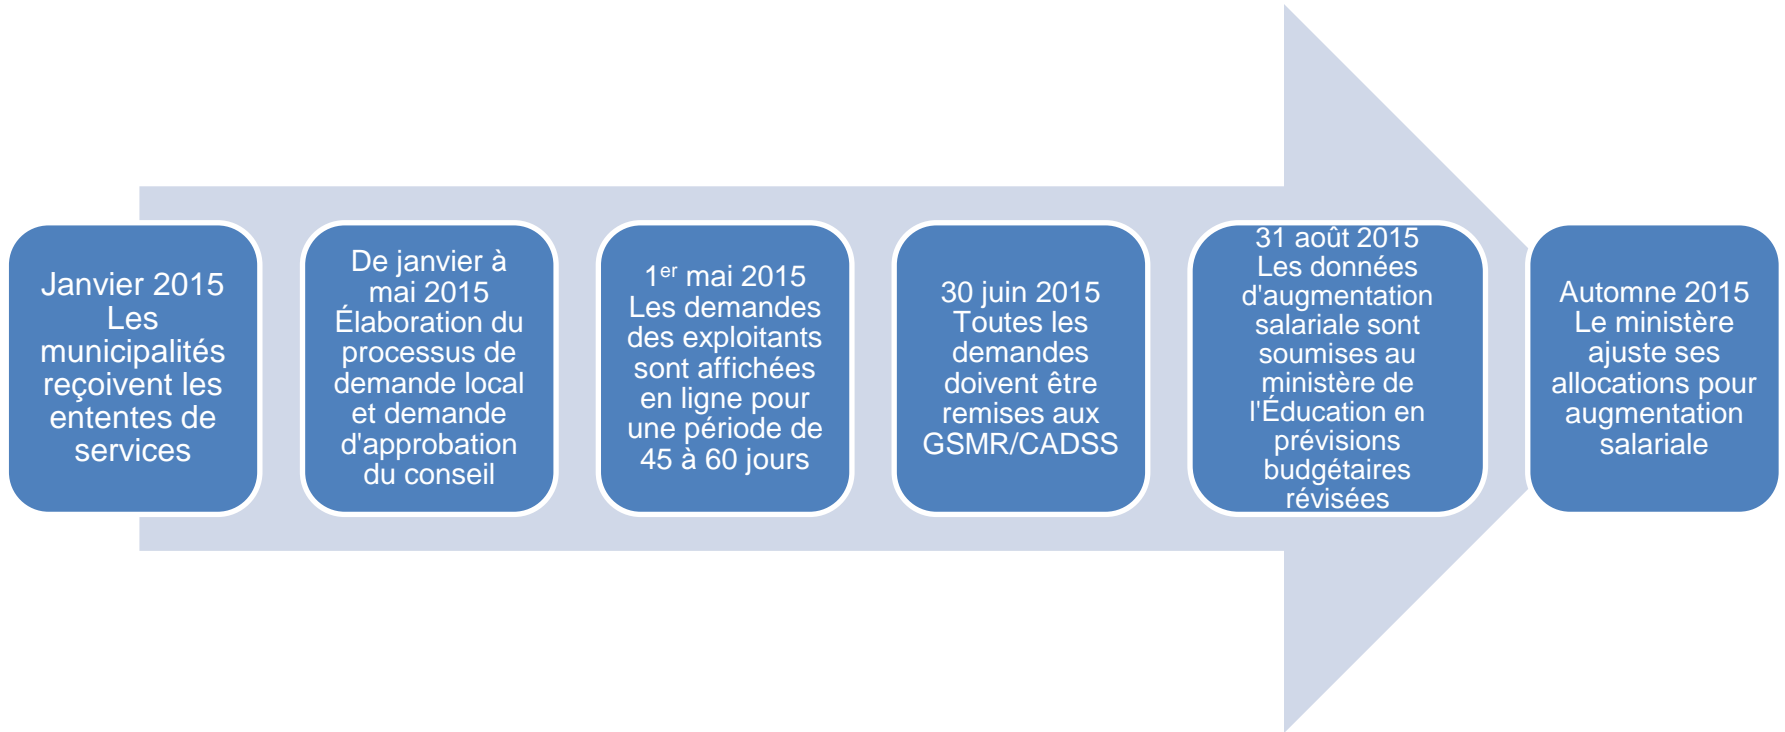 Janvier 2015
Les
municipalités
reçoivent les
ententes de
services
De janvier à
mai 2015
Élaboration du
processus de
demande local
et demande
d'approbation
du conseil
1er mai 2015
Les demandes
des exploitants
sont affichées
en ligne pour
une période de
45 à 60 jours
30 juin 2015
Toutes les
demandes
doivent être
remises aux
GSMR/CADSS
31 août 2015
Les données
d'augmentation
salariale sont
soumises au
ministère de
l'Éducation en
prévisions
budgétaires
révisées
Automne 2015
Le ministère
ajuste ses
allocations pour
augmentation
salariale